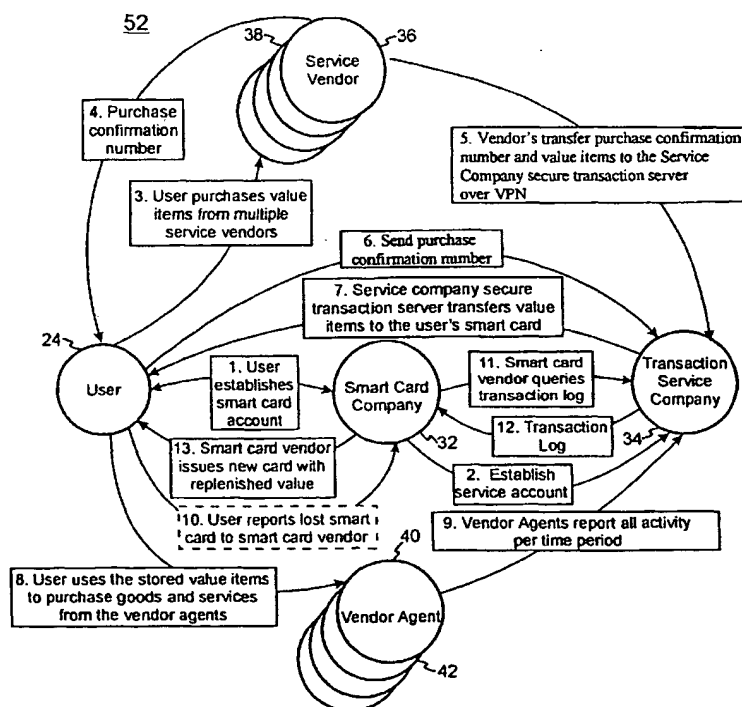 52
38
36
Service
Vendor
4. Purchase
confirmation
number
5. Vendor's transfer purchase confirmation
number and value items to the Service
Company secure transaction server
over VPN
3. User purchases value
items from multiple
service vendors
6. Send purchase
confirmation number
7. Service company secure
transaction server transfers value
items to the user's smart card
24
User
1. User
establishes
smart card
account
Smart Card
Company
32
11. Smart card
vendor queries
transaction log
Transaction
Service
Company
34
12. Transaction
Log
13. Smart card vendor
issues new card with
replenished value
2. Establish
service account
10. User reports lost smart
card to smart card vendor
9. Vendor Agents report all activity
per time period
8. User uses the stored value items
to purchase goods and services
from the vendor agents
40
Vendor Agent
42